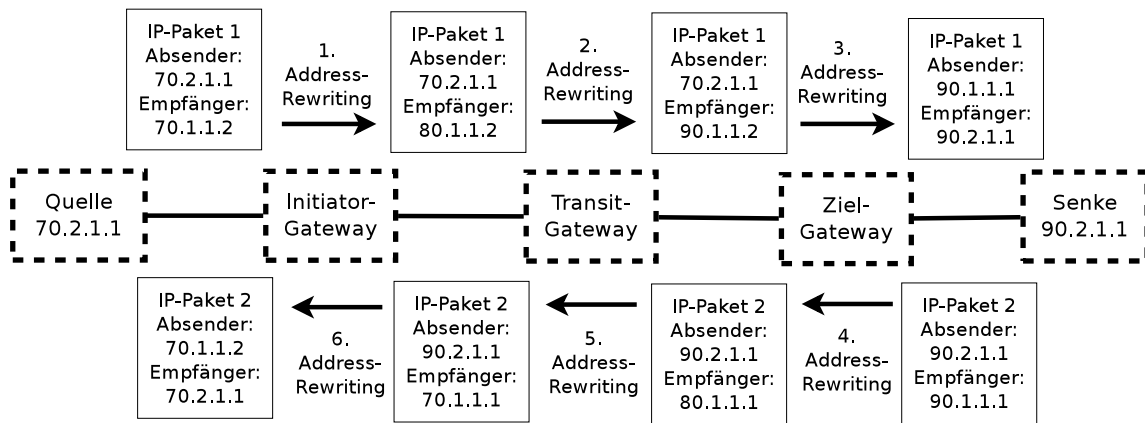 IP-Paket 1
Absender:
70.2.1.1
Empfänger:
70.1.1.2
1.
Address-
Rewriting
IP-Paket 1
Absender:
70.2.1.1
Empfänger:
80.1.1.2
2.
Address-
Rewriting
IP-Paket 1
Absender:
70.2.1.1
Empfänger:
90.1.1.2
3.
Address-
Rewriting
IP-Paket 1
Absender:
90.1.1.1
Empfänger:
90.2.1.1
Quelle
70.2.1.1
Initiator-
Gateway
Transit-
Gateway
Ziel-
Gateway
Senke
90.2.1.1
IP-Paket 2
Absender:
70.1.1.2
Empfänger:
70.2.1.1
6.
Address-
Rewriting
IP-Paket 2
Absender:
90.2.1.1
Empfänger:
70.1.1.1
5.
Address-
Rewriting
IP-Paket 2
Absender:
90.2.1.1
Empfänger:
80.1.1.1
4.
Address-
Rewriting
IP-Paket 2
Absender:
90.2.1.1
Empfänger:
90.1.1.1